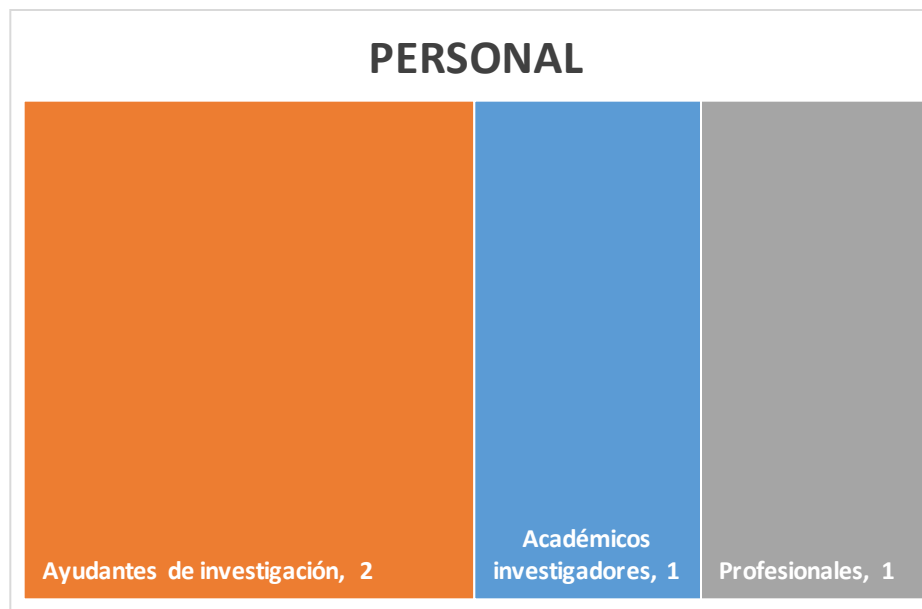 PERSONAL
Ayudantes de investigación, 2
Académicos
investigadores, 1
Profesionales, 1